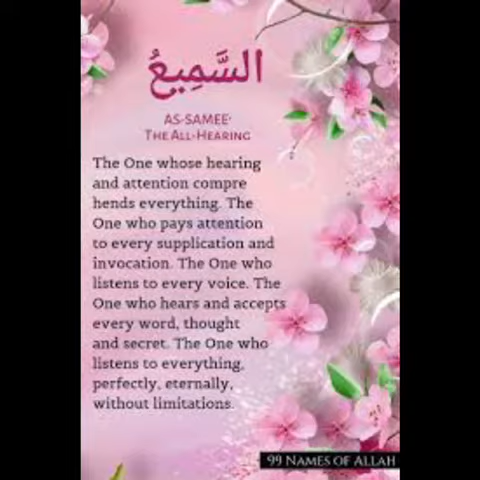 السَّمِيعُ
AS-SAMEE·
THE ALL-HEARING
The One whose hearing
and attention compre
hends everything. The
One who pays attention
to every supplication and
invocation. The One who
listens to every voice. The
One who hears and accepts
every word, thought
and secret. The One who
listens to everything,
perfectly, eternally,
without limitations.
99 NAMES OF ALLAH